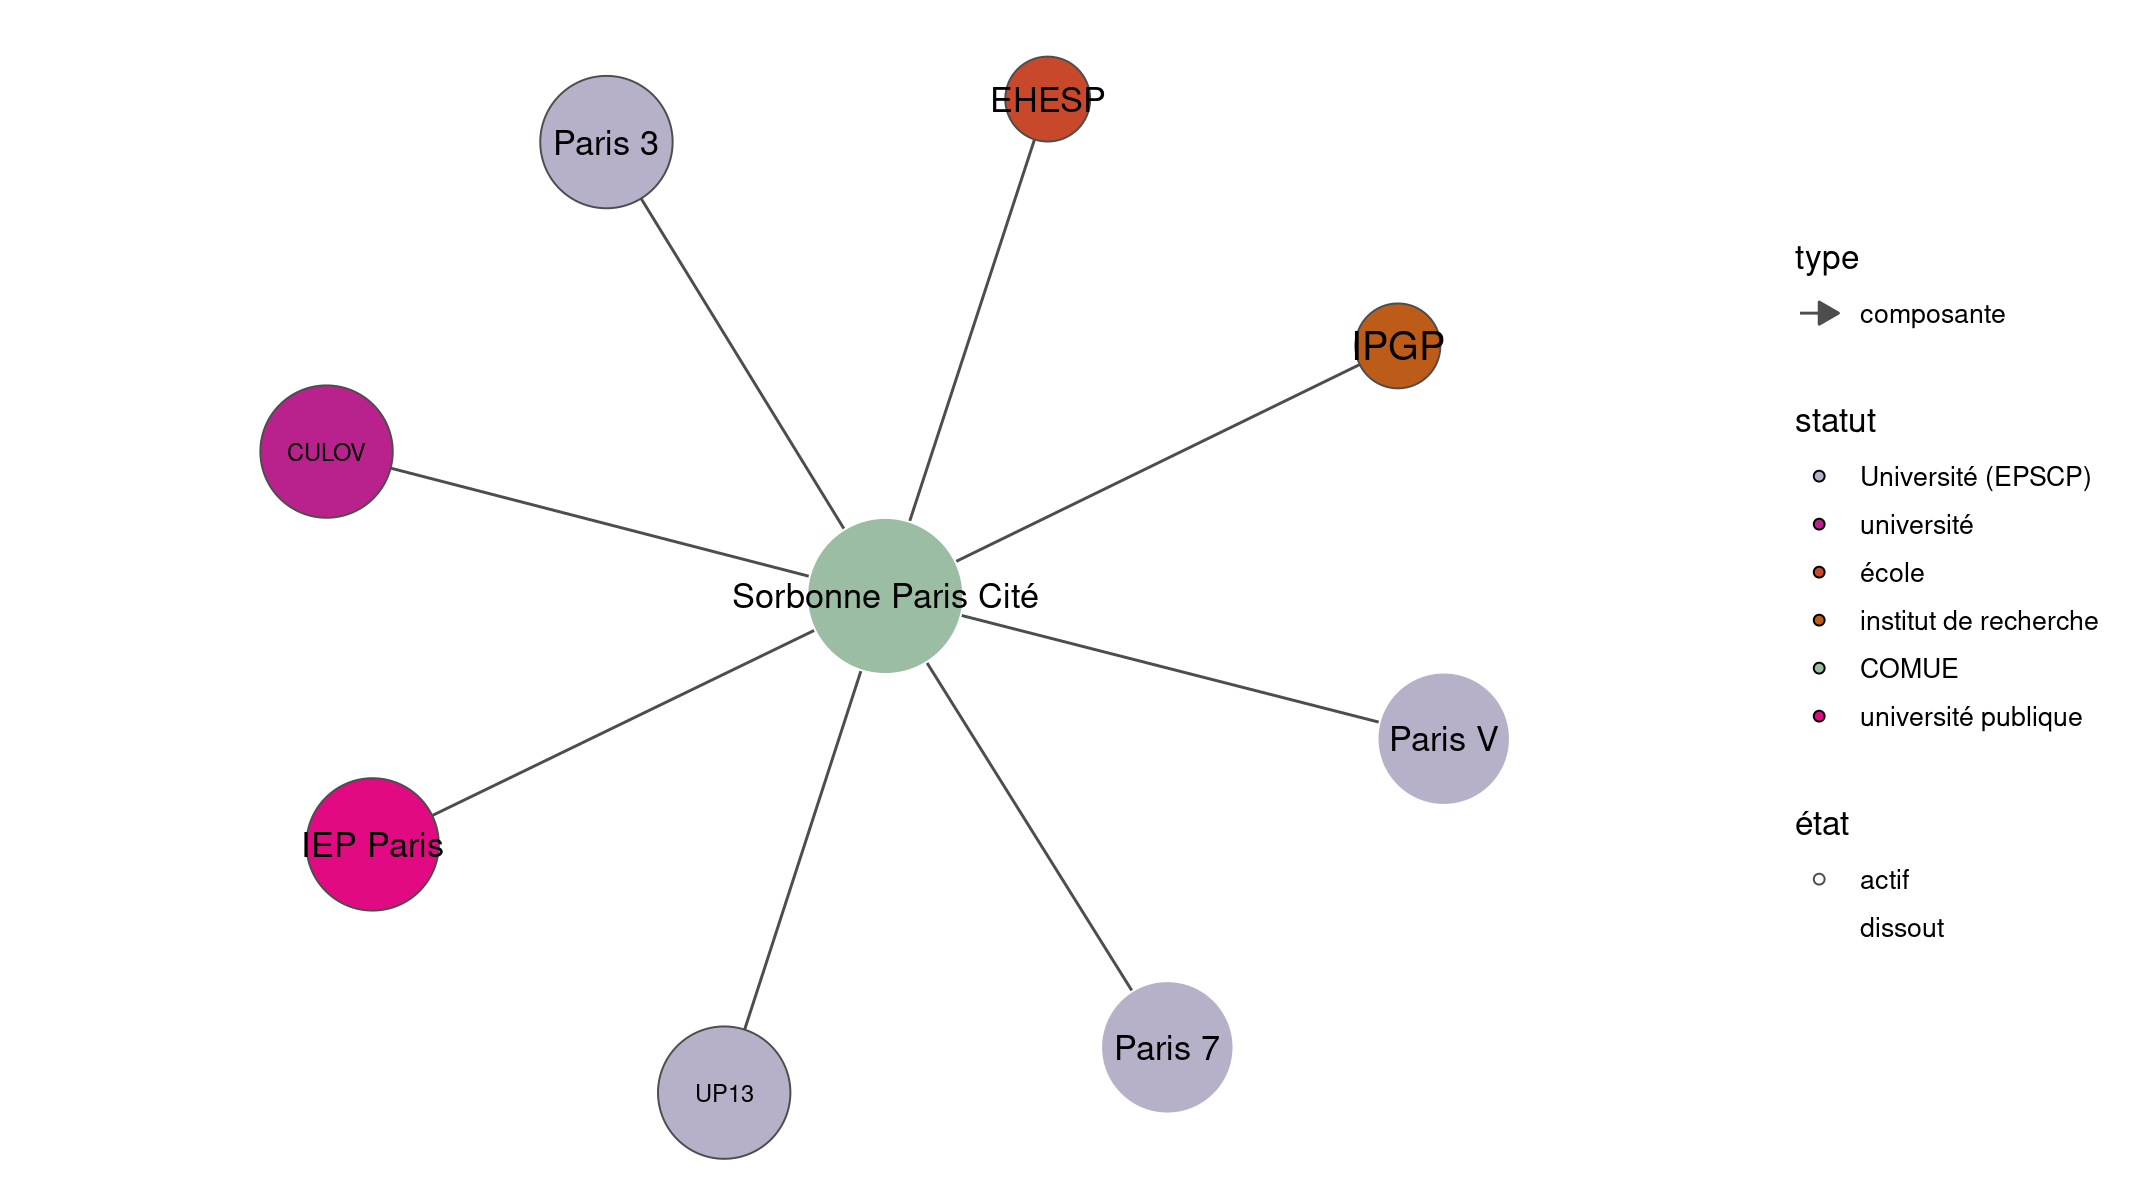 EHESP
Paris 3
IPGP
CULOV
Sorbonne Paris Cité
Paris V
IEP Paris
Paris 7
UP13
type
composante
statut
Université (EPSCP)
université
école
institut de recherche
COMUE
université publique
état
actif
dissout